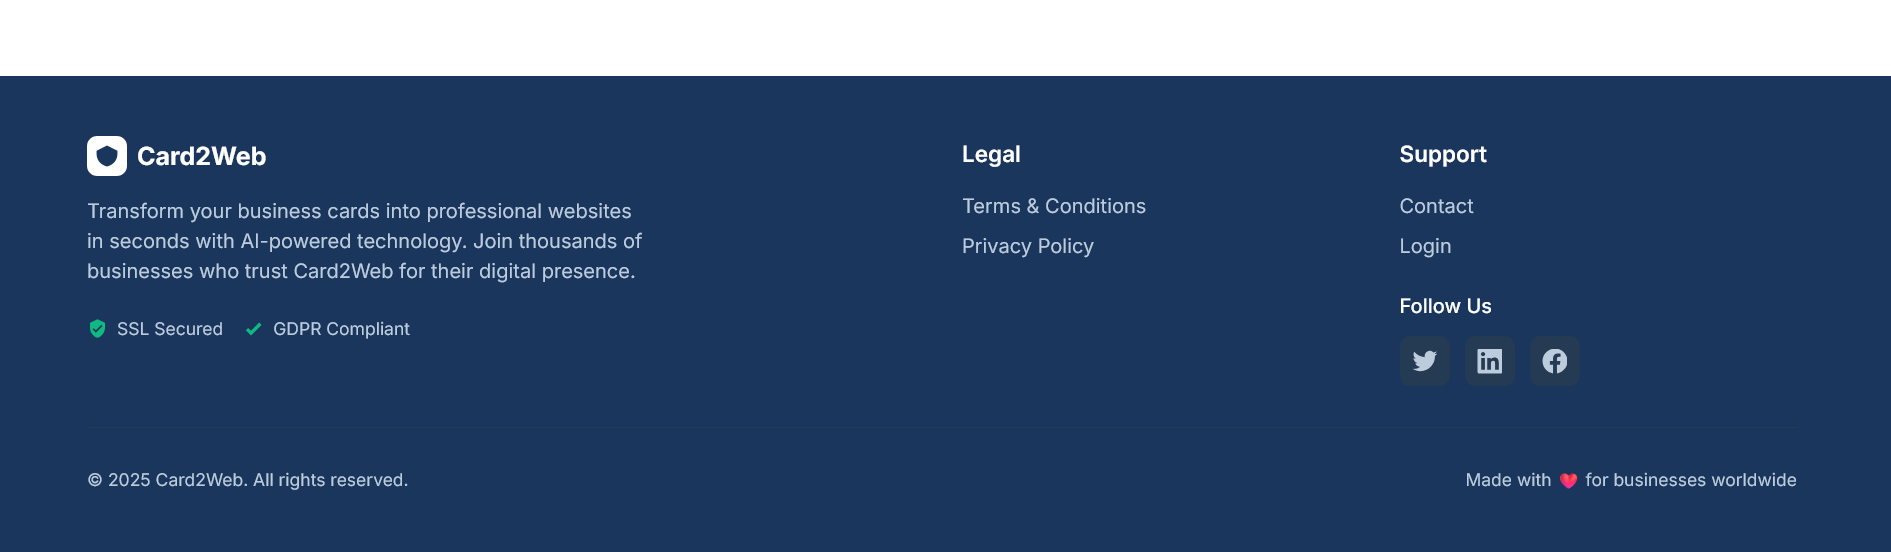 Card2Web
Transform your business cards into professional websites
in seconds with AI-powered technology. Join thousands of
businesses who trust Card2Web for their digital presence.
SSL Secured
GDPR Compliant
Legal
Terms & Conditions
Privacy Policy
Support
Contact
Login
Follow Us
© 2025 Card2Web. All rights reserved.
Made with ❤️ for businesses worldwide